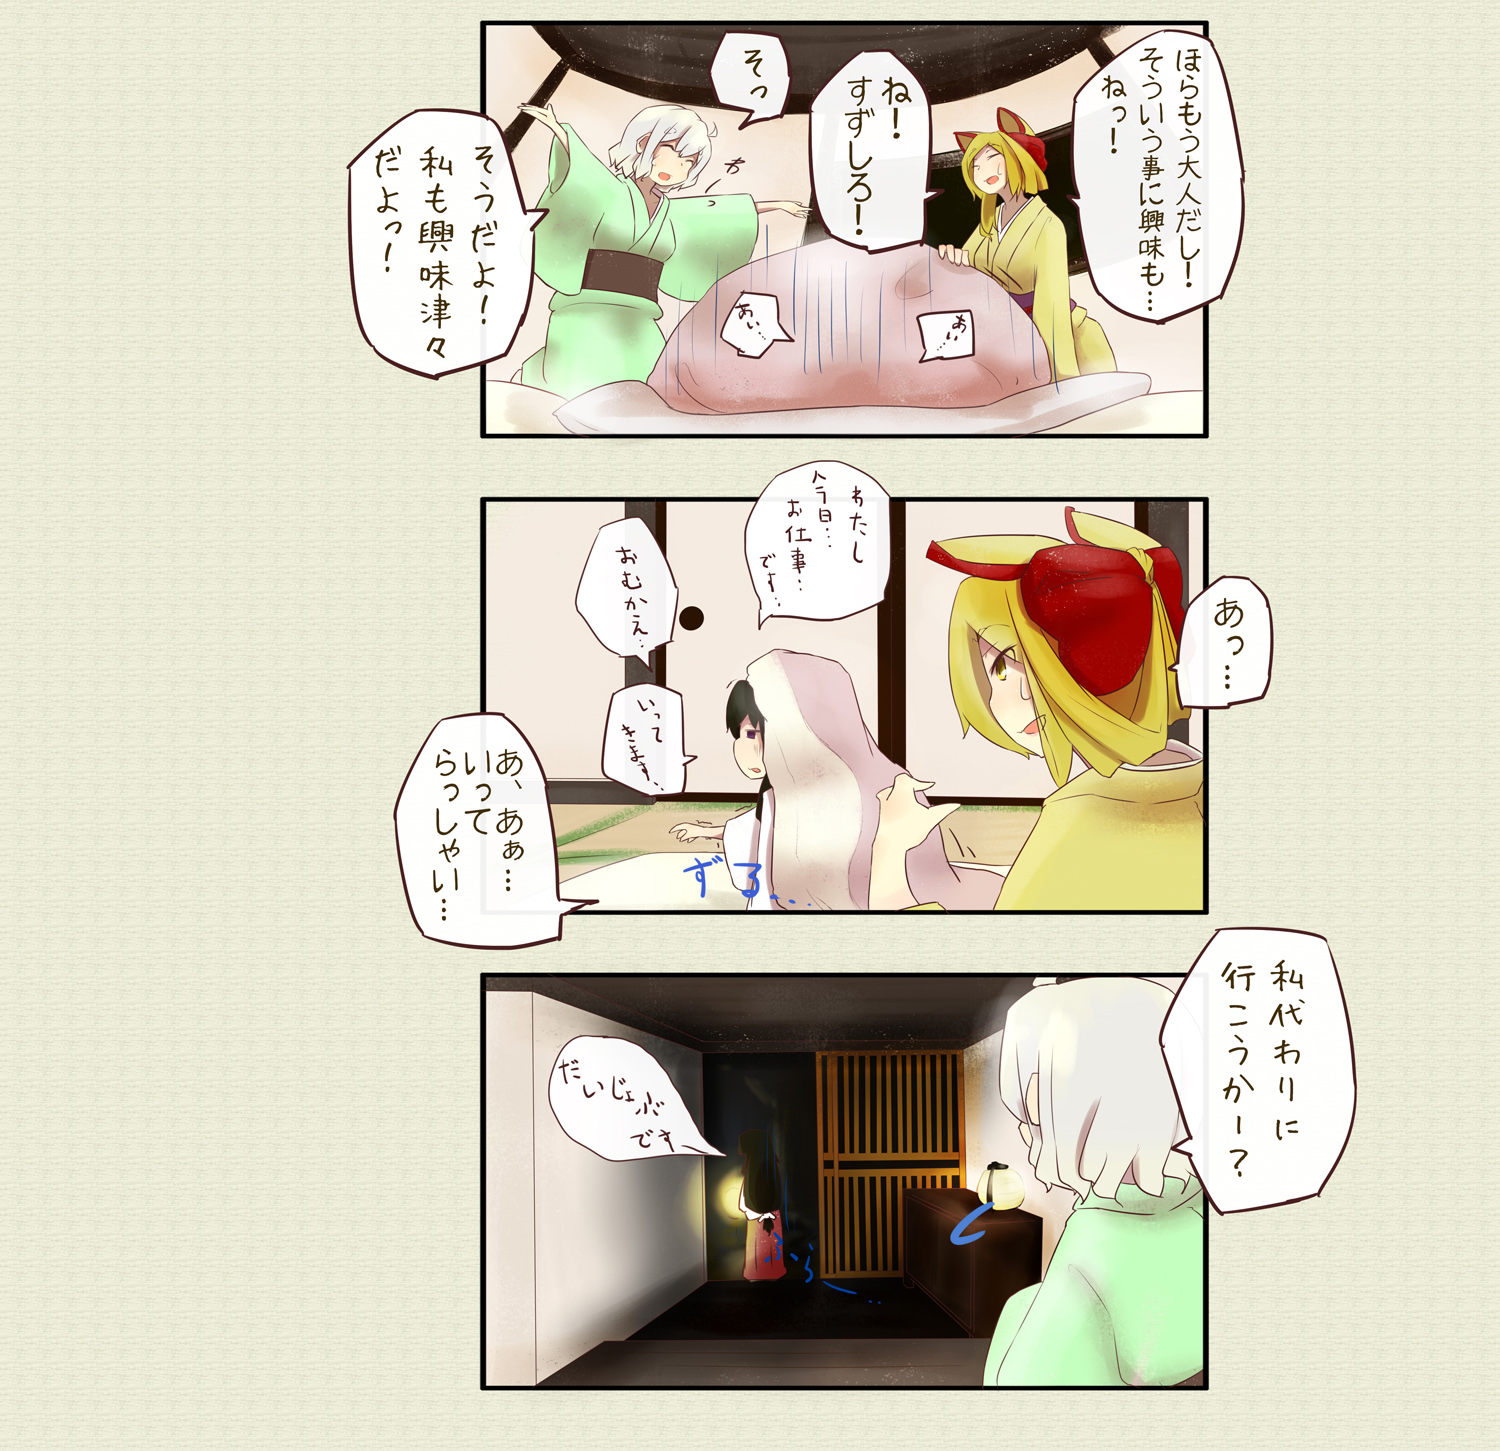 ほらもう大人だし！
そういう事に興味も…
ねっ！
ね！
すずしろ！
そっ
そうだよ！
私も興味津々
だよっ！
わ
あい…
あぃ…
あっ…
わたし
今日…
お仕事…
です…
おむかえ…
いって
きます…
あ、あぁ…
いって
らっしゃい…
ずる…
私代わりに
行こうかー？
だいじょぶ
です
ふら